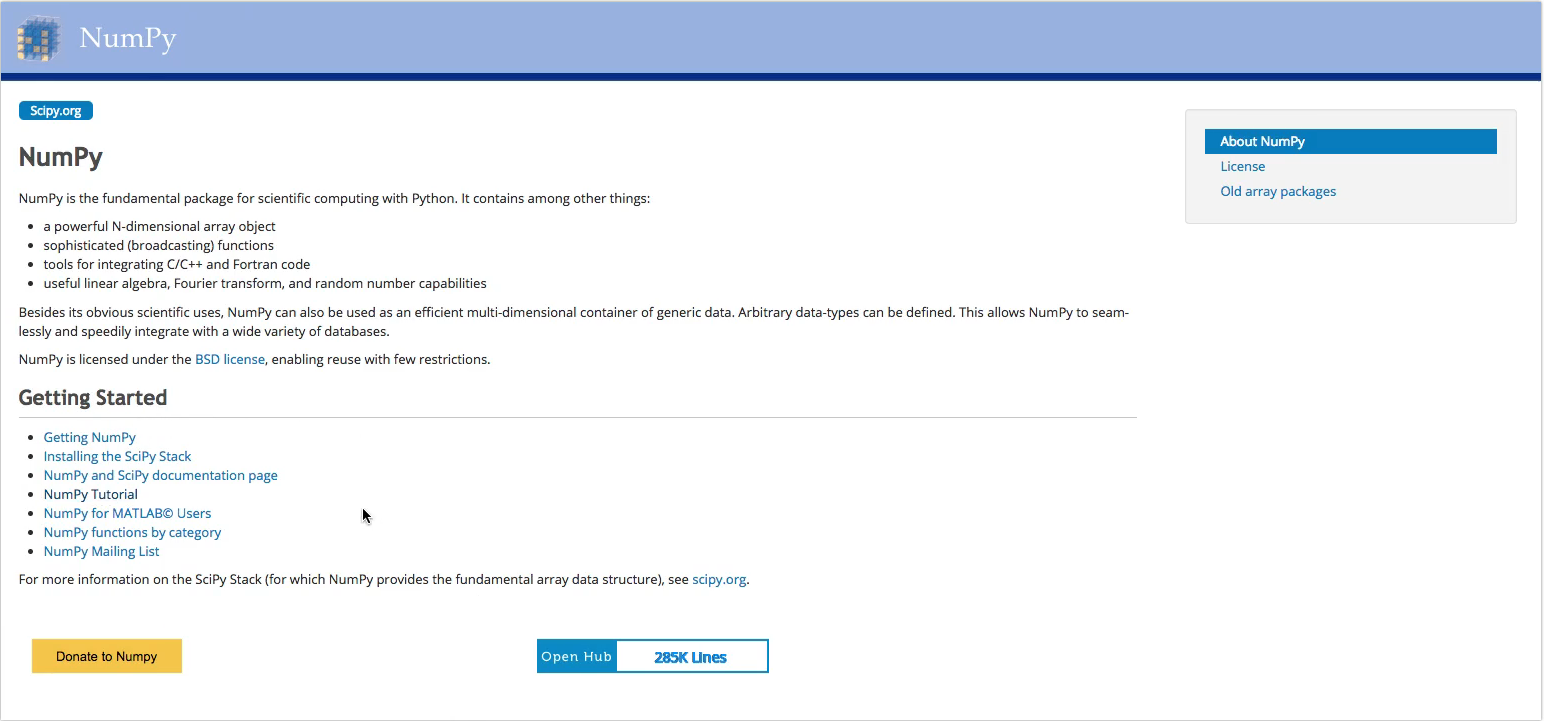 NumPy
Scipy.org
NumPy
NumPy is the fundamental package for scientific computing with Python. It contains among other things:
a powerful N-dimensional array object
sophisticated (broadcasting) functions
tools for integrating C/C++ and Fortran code
useful linear algebra, Fourier transform, and random number capabilities
Besides its obvious scientific uses, NumPy can also be used as an efficient multi-dimensional container of generic data. Arbitrary data-types can be defined. This allows NumPy to seam-
lessly and speedily integrate with a wide variety of databases.
NumPy is licensed under the BSD license, enabling reuse with few restrictions.
Getting Started
Getting NumPy
Installing the SciPy Stack
NumPy and SciPy documentation page
NumPy Tutorial
NumPy for MATLAB© Users
NumPy functions by category
NumPy Mailing List
For more information on the SciPy Stack (for which NumPy provides the fundamental array data structure), see scipy.org.
Donate to Numpy
Open Hub 285K Lines
About NumPy
License
Old array packages